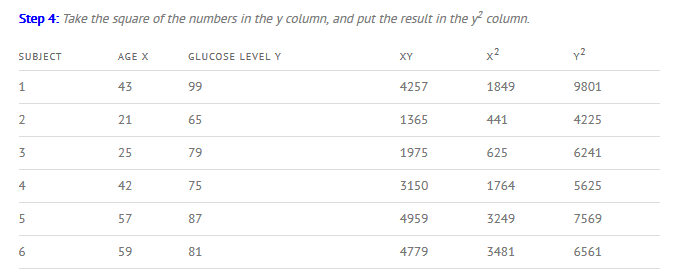 Step 4: Take the square of the numbers in the y column, and put the result in the y² column.
SUBJECT AGE X GLUCOSE LEVEL Y XY X² Y²
1 43 99 4257 1849 9801
2 21 65 1365 441 4225
3 25 79 1975 625 6241
4 42 75 3150 1764 5625
5 57 87 4959 3249 7569
6 59 81 4779 3481 6561